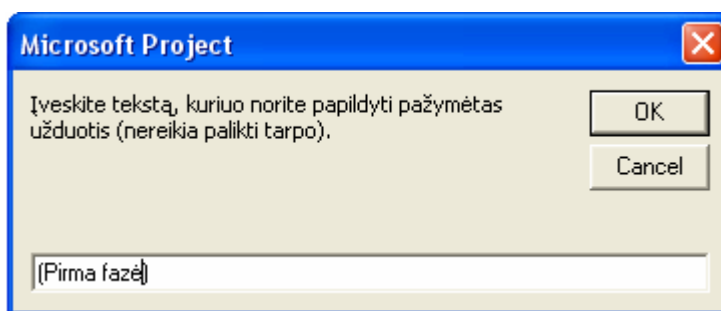 Microsoft Project
Įveskite tekstą, kuriuo norite papildyti pažymėtas
užduotis (nereikia palikti tarpo).
OK
Cancel
(Pirma fazė)